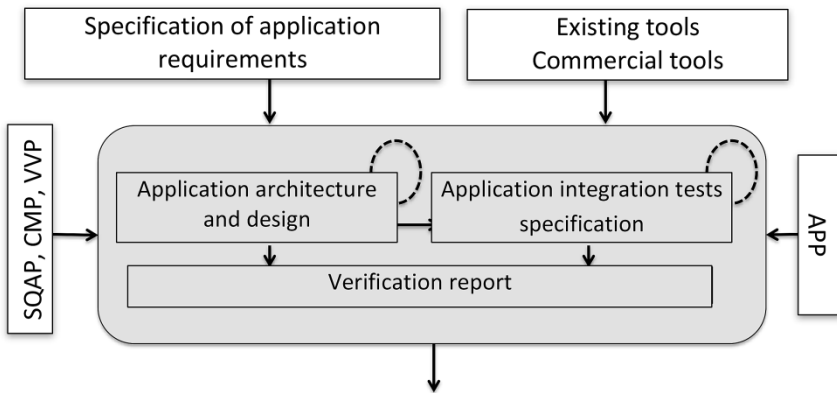 Specification of application
requirements
Existing tools
Commercial tools
SQAP, CMP, VVP
Application architecture
and design
Application integration tests
specification
APP
Verification report